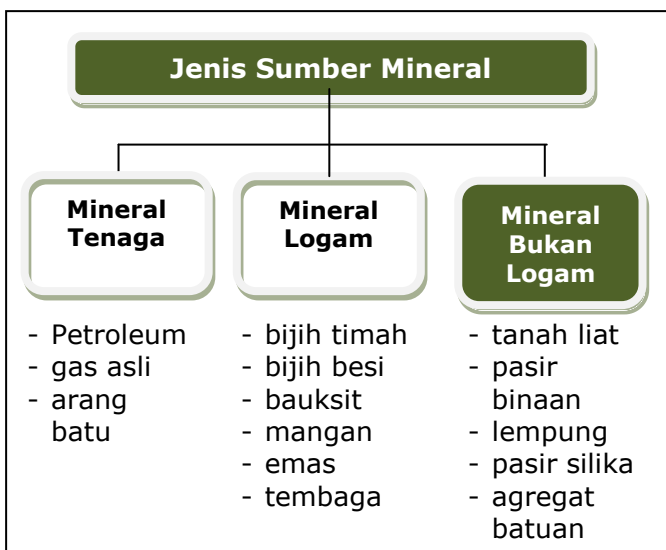 Jenis Sumber Mineral
Mineral
Tenaga
- Petroleum
- gas asli
- arang
batu
Mineral
Logam
- bijih timah
- bijih besi
- bauksit
- mangan
- emas
- tembaga
Mineral
Bukan
Logam
- tanah liat
- pasir
binaan
- lempung
- pasir silika
- agregat
batuan